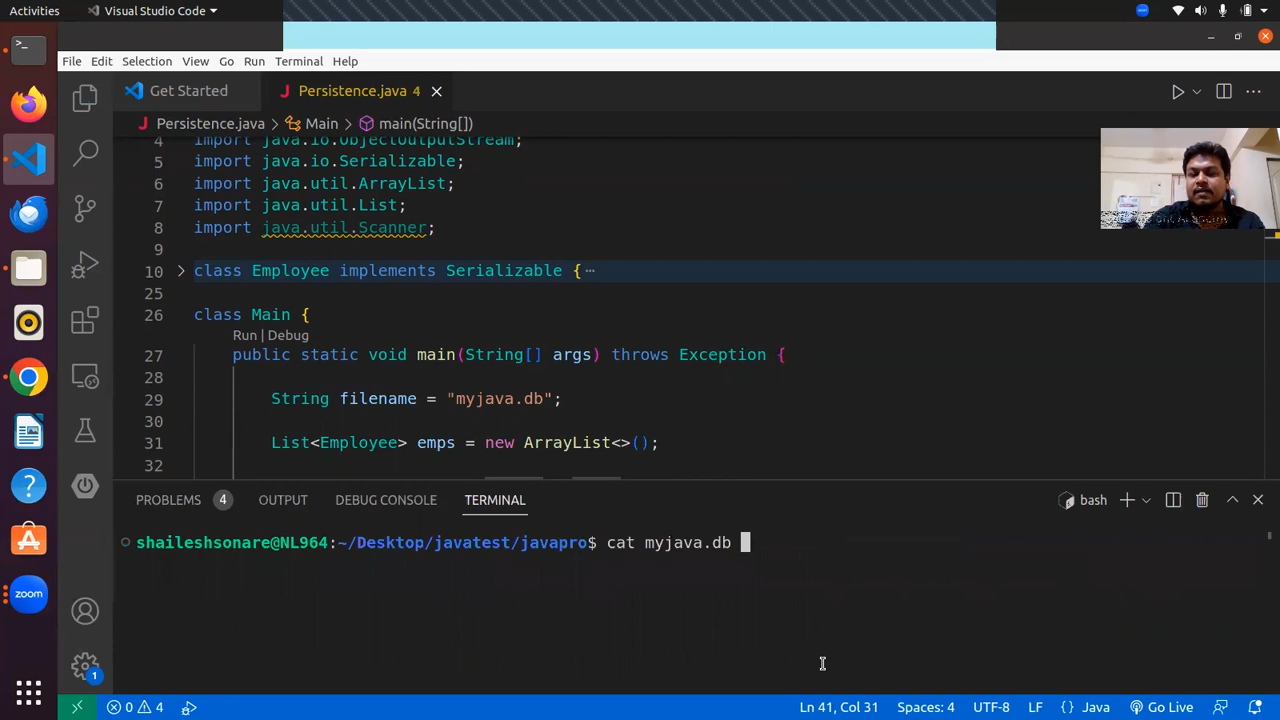 Activities Visual Studio Code
File Edit Selection View Go Run Terminal Help
Get Started Persistence.java 4
Persistence.java Main main(String[])
4 import java.io.ObjectOutputStream;
5 import java.io.Serializable;
6 import java.util.ArrayList;
7 import java.util.List;
8 import java.util.Scanner;
9
10 class Employee implements Serializable {
25
26 class Main {
Run | Debug
27 public static void main(String[] args) throws Exception {
28
29 String filename = "myjava.db";
30
31 List<Employee> emps = new ArrayList<>();
32
PROBLEMS 4 OUTPUT DEBUG CONSOLE TERMINAL bash
shaileshsonare@NL964:~/Desktop/javatest/javapro$ cat myjava.db
zoom
1
0 4 Ln 41, Col 31 Spaces: 4 UTF-8 LF {} Java Go Live